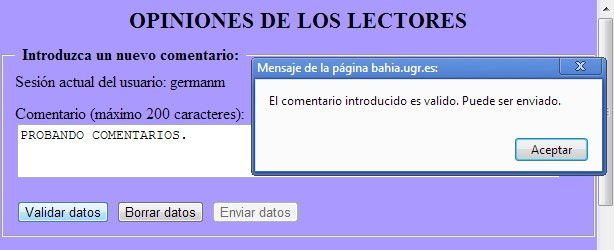 OPINIONES DE LOS LECTORES
Introduzca un nuevo comentario:
Sesión actual del usuario: germanm
Comentario (máximo 200 caracteres):
PROBANDO COMENTARIOS.
Validar datos Borrar datos Enviar datos
Mensaje de la página bahia.ugr.es:
El comentario introducido es valido. Puede ser enviado.
Aceptar